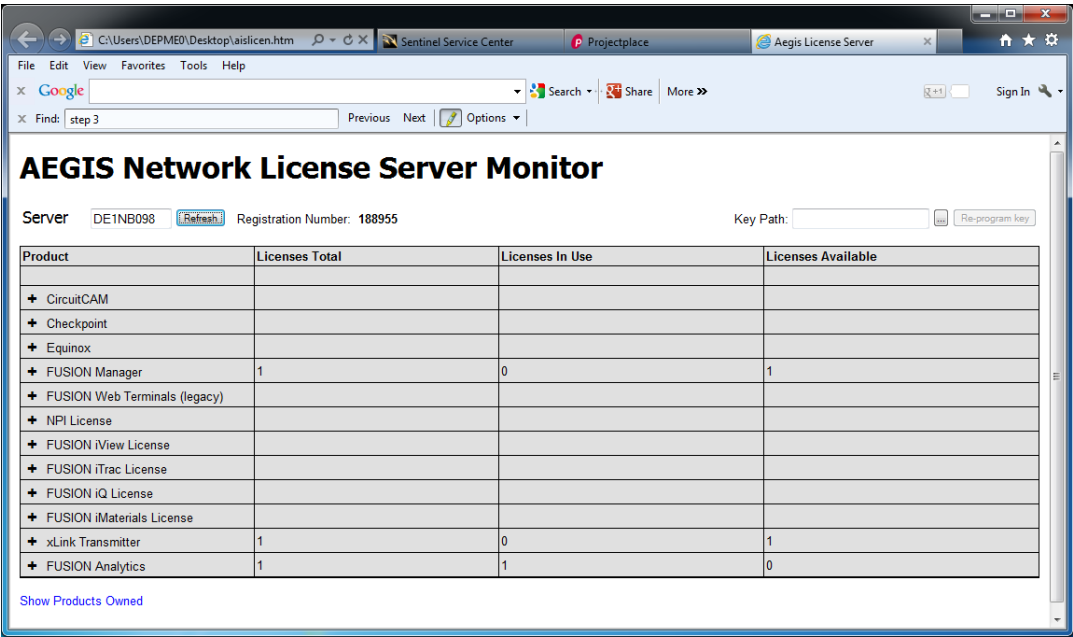 C:\Users\DEPME0\Desktop\aislicen.htm Sentinel Service Center Projectplace Aegis License Server
File Edit View Favorites Tools Help
x Google Search Share More »» +1 Sign In
x Find: step 3 Previous Next Options
AEGIS Network License Server Monitor
Server DE1NB098 Refresh Registration Number: 188955 Key Path: ... Re-program key
Product Licenses Total Licenses In Use Licenses Available
+ CircuitCAM
+ Checkpoint
+ Equinox
+ FUSION Manager 1 0 1
+ FUSION Web Terminals (legacy)
+ NPI License
+ FUSION iView License
+ FUSION iTrac License
+ FUSION iQ License
+ FUSION iMaterials License
+ xLink Transmitter 1 0 1
+ FUSION Analytics 1 1 0
Show Products Owned